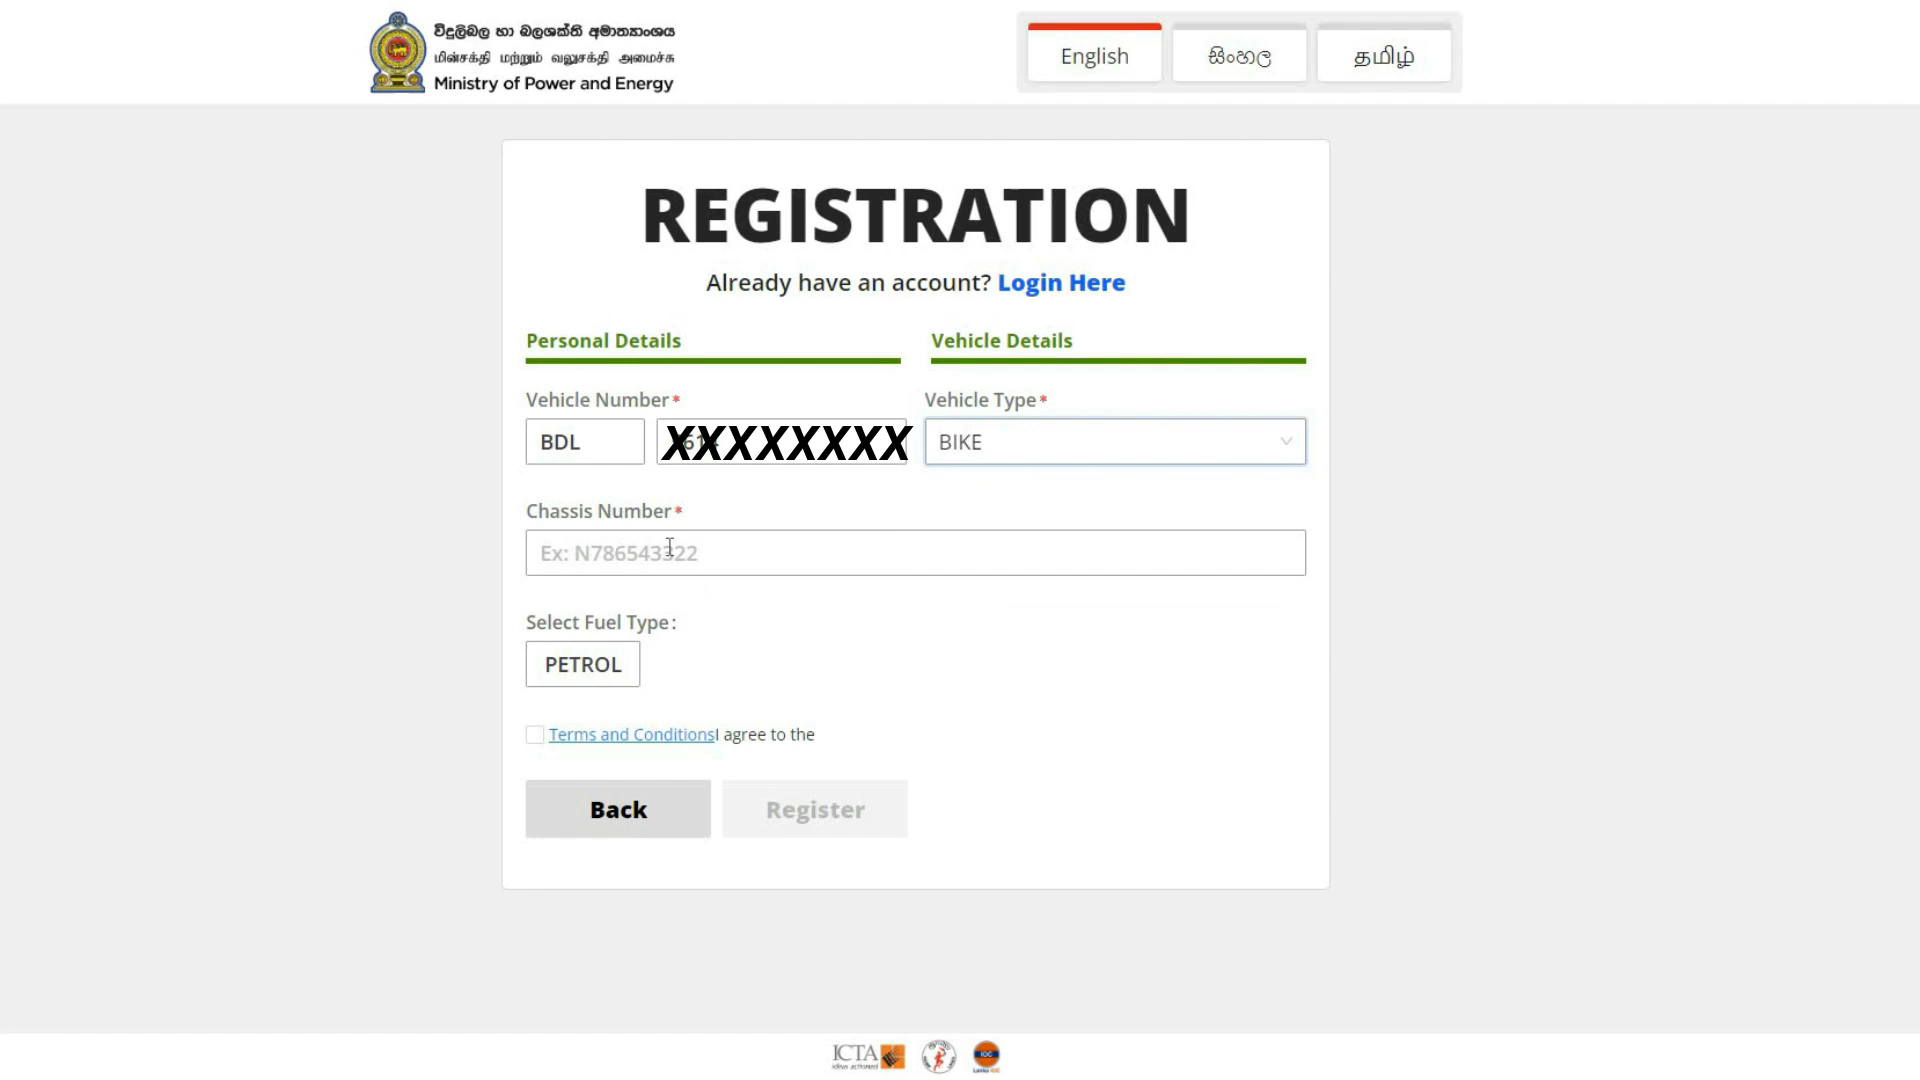 විදුලිබල හා බලශක්ති අමාත්‍යාංශය
மின்சக்தி மற்றும் வலுசக்தி அமைச்சு
Ministry of Power and Energy
English
සිංහල
தமிழ்
REGISTRATION
Already have an account? Login Here
Personal Details
Vehicle Details
Vehicle Number*
Vehicle Type*
BDL
XXXXXXXX
BIKE
Chassis Number*
Ex: N786543322
Select Fuel Type:
PETROL
Terms and ConditionsI agree to the
Back
Register
ICTA
IOC